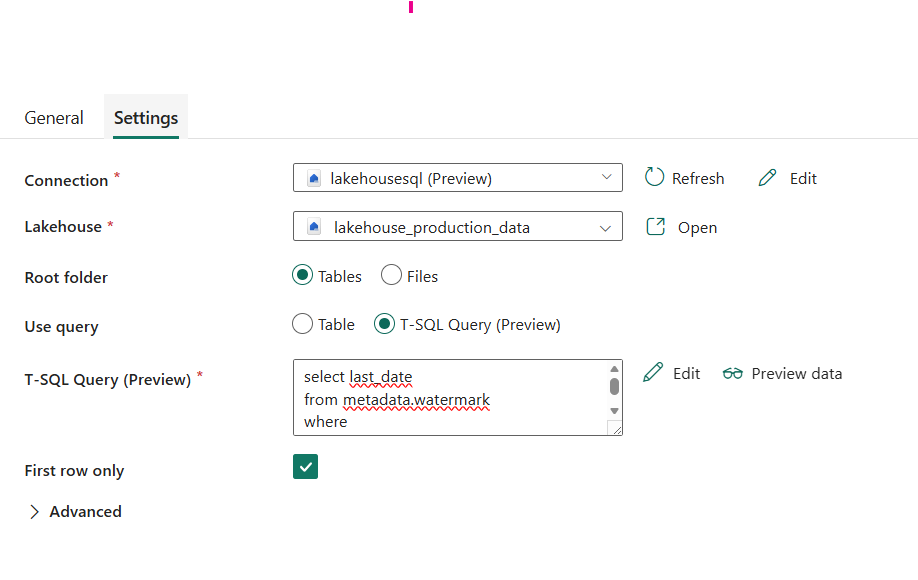 General Settings
Connection * lakehousesql (Preview) Refresh Edit
Lakehouse * lakehouse_production_data Open
Root folder Tables Files
Use query Table T-SQL Query (Preview)
T-SQL Query (Preview) * select last_date Edit Preview data
from metadata.watermark
where
First row only
Advanced